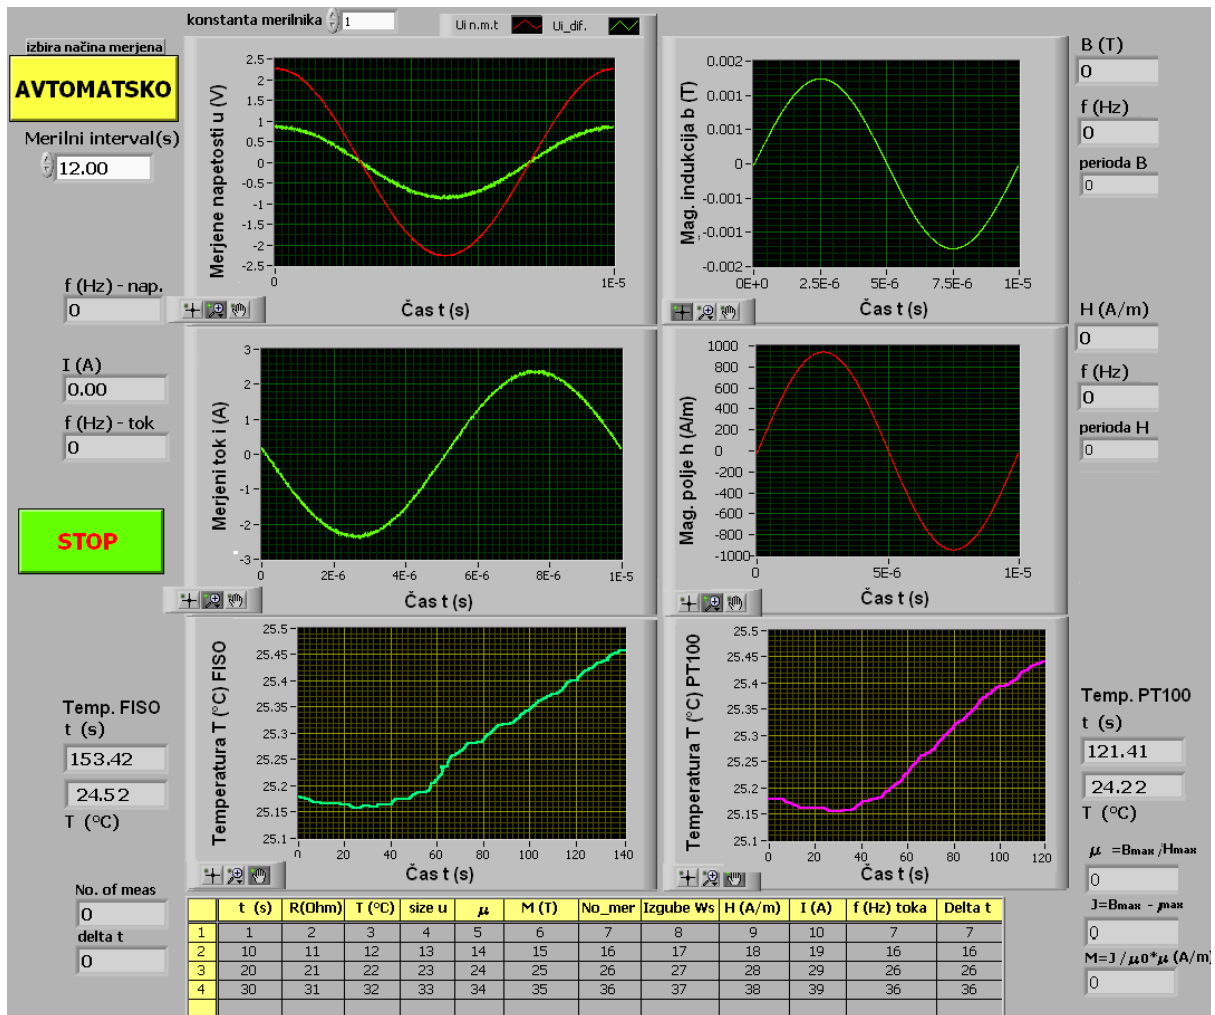 konstanta merilnika 1
Ui n.m.t Ui_dif.
izbira načina merjena
AVTOMATSKO
Merilni interval(s)
12.00
Merjene napetosti u (V)
2.5
2
1.5
1
0.5
0
-0.5
-1
-1.5
-2
-2.5
0 1E-5
Čas t (s)
Mag. indukcija b (T)
0.002
0.001
0.001
0
-0.001
-0.001
-0.002
0E+0 2.5E-6 5E-6 7.5E-6 1E-5
Čas t (s)
B (T)
0
f (Hz)
0
perioda B
0
f (Hz) - nap.
0
I (A)
0.00
f (Hz) - tok
0
STOP
Merjeni tok i (A)
3
2
1
0
-1
-2
-3
0 2E-6 4E-6 6E-6 8E-6 1E-5
Čas t (s)
Mag. polje h (A/m)
1000
800
600
400
200
0
-200
-400
-600
-800
-1000
0 5E-6 1E-5
Čas t (s)
H (A/m)
0
f (Hz)
0
perioda H
0
Temp. FISO
t (s)
153.42
24.52
T (°C)
Temperatura T (°C) FISO
25.5
25.45
25.4
25.35
25.3
25.25
25.2
25.15
25.1
0 20 40 60 80 100 120 140
Čas t (s)
Temperatura T (°C) PT100
25.5
25.45
25.4
25.35
25.3
25.25
25.2
25.15
25.1
0 20 40 60 80 100 120
Čas t (s)
Temp. PT100
t (s)
121.41
24.22
T (°C)
μ =Bmax/Hmax
0
J=Bmax - μmax
0
M=J/μ0*μ (A/m)
0
No. of meas
0
delta t
0
t (s) R(Ohm) T (°C) size u μ M (T) No_mer Izgube Ws H (A/m) I (A) f (Hz) toka Delta t
1 1 2 3 4 5 6 7 8 9 10 7 7
2 10 11 12 13 14 15 16 17 18 19 16 16
3 20 21 22 23 24 25 26 27 28 29 26 26
4 30 31 32 33 34 35 36 37 38 39 36 36